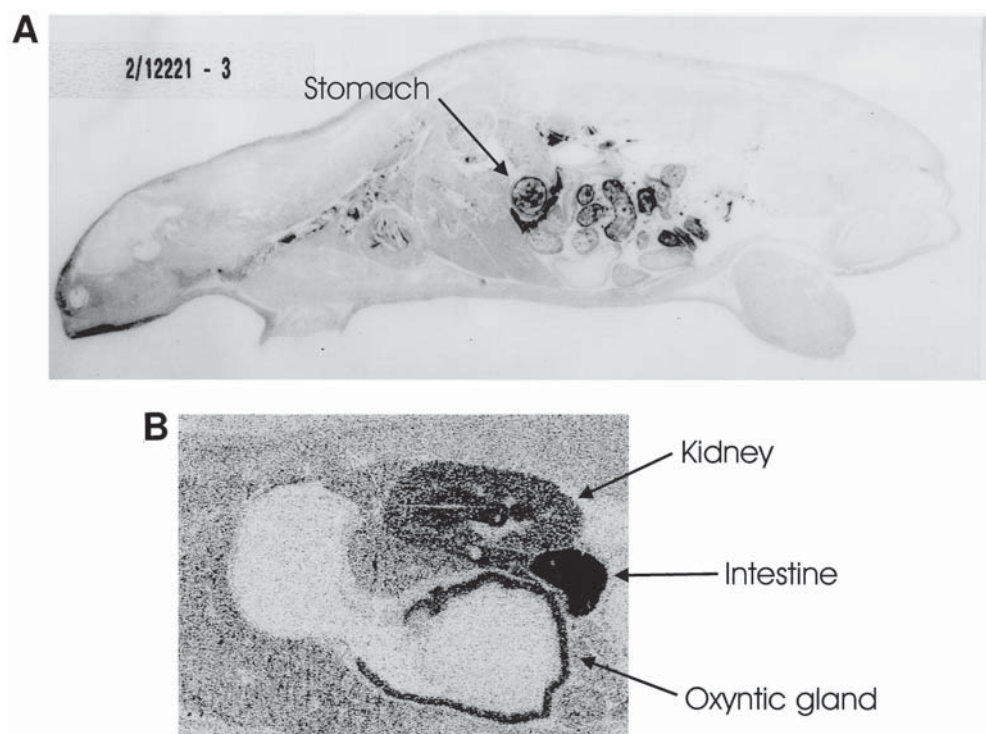 A
2/12221 - 3
Stomach
B
Kidney
Intestine
Oxyntic gland